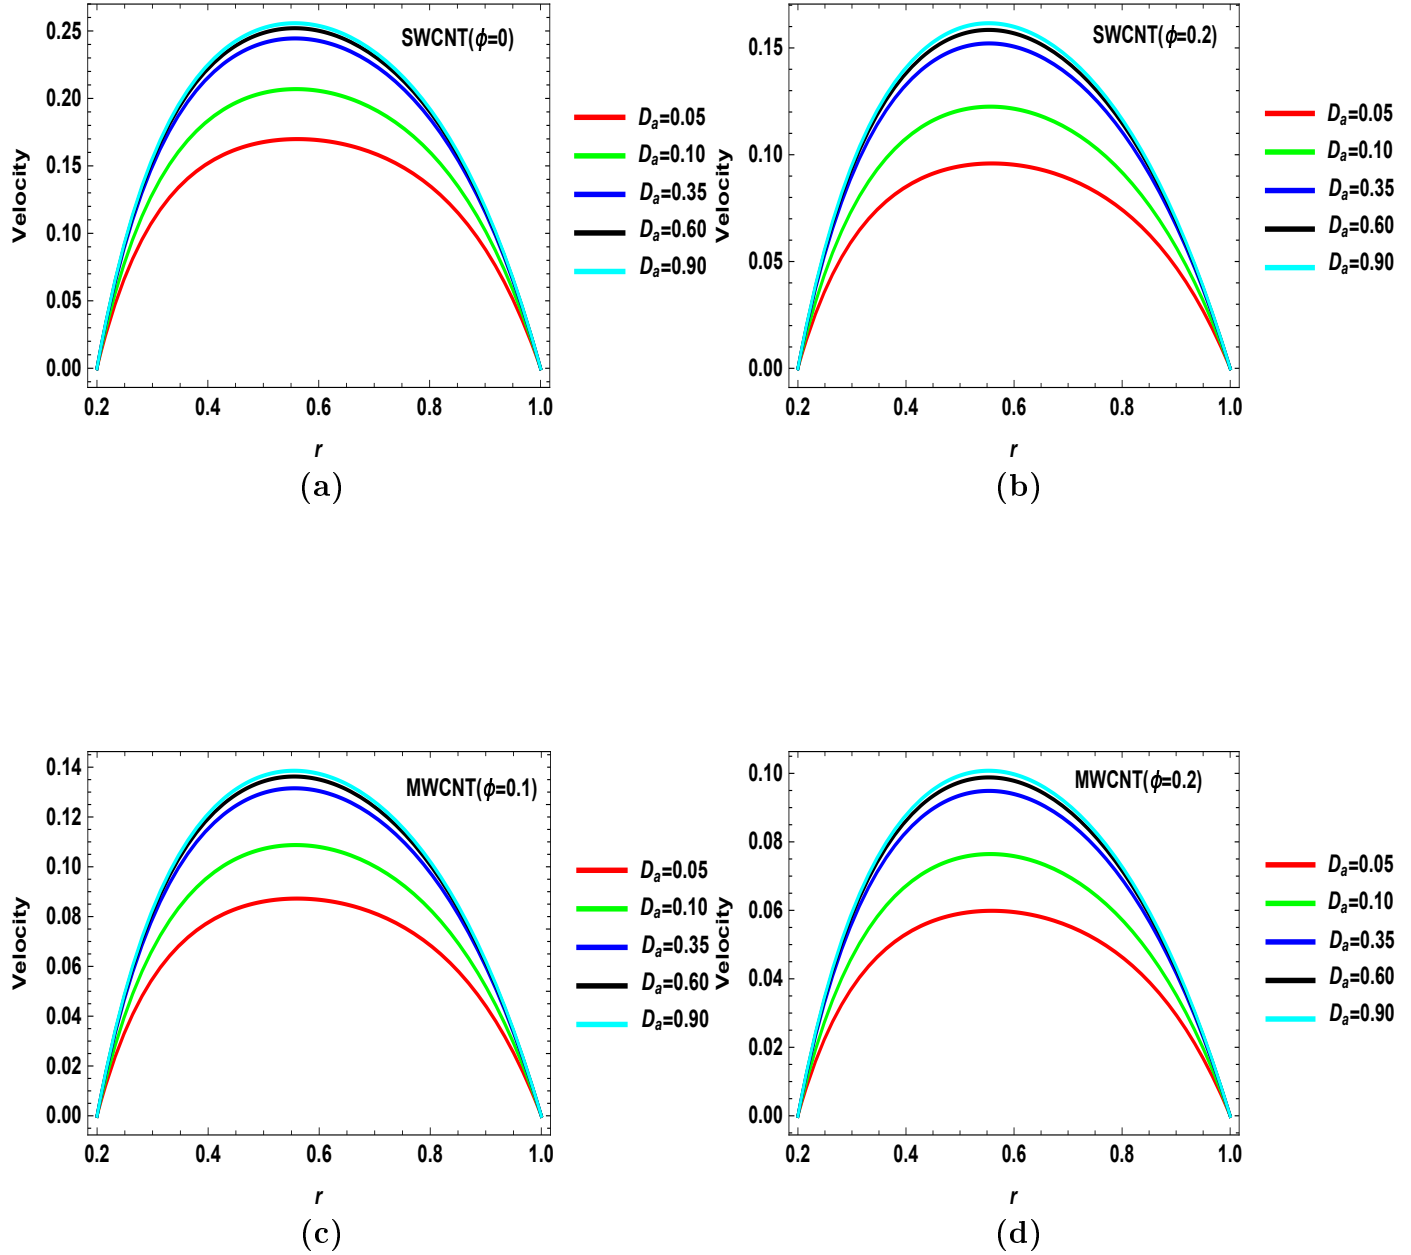 SWCNT(ϕ=0)
0.25
0.20
0.15
0.10
0.05
0.00
Velocity
0.2 0.4 0.6 0.8 1.0
r
Dₐ=0.05
Dₐ=0.10
Dₐ=0.35
Dₐ=0.60
Dₐ=0.90
(a)
SWCNT(ϕ=0.2)
0.15
0.10
0.05
0.00
Velocity
0.2 0.4 0.6 0.8 1.0
r
Dₐ=0.05
Dₐ=0.10
Dₐ=0.35
Dₐ=0.60
Dₐ=0.90
(b)
MWCNT(ϕ=0.1)
0.14
0.12
0.10
0.08
0.06
0.04
0.02
0.00
Velocity
0.2 0.4 0.6 0.8 1.0
r
Dₐ=0.05
Dₐ=0.10
Dₐ=0.35
Dₐ=0.60
Dₐ=0.90
(c)
MWCNT(ϕ=0.2)
0.10
0.08
0.06
0.04
0.02
0.00
Velocity
0.2 0.4 0.6 0.8 1.0
r
Dₐ=0.05
Dₐ=0.10
Dₐ=0.35
Dₐ=0.60
Dₐ=0.90
(d)